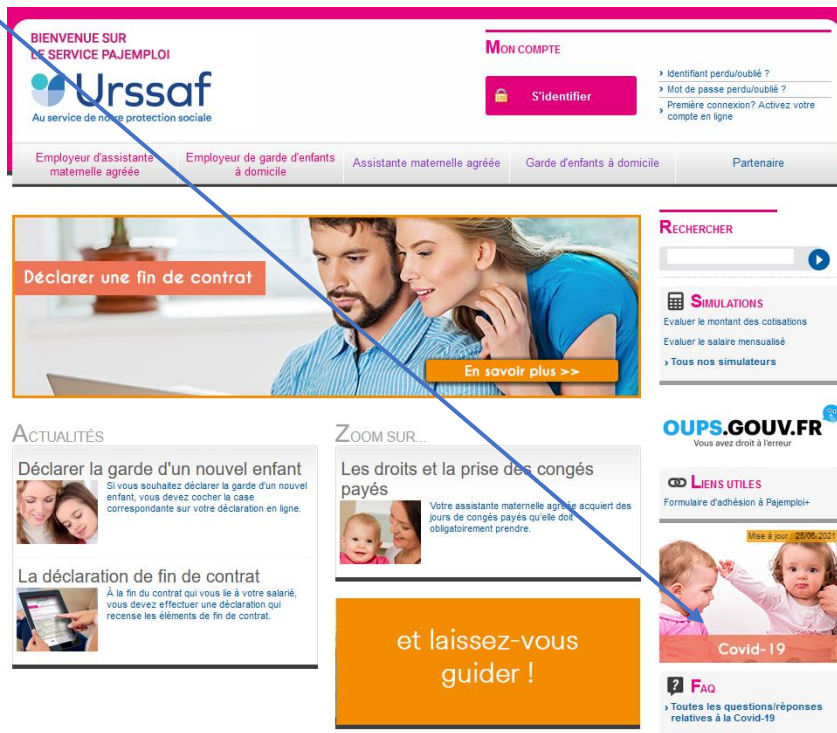 BIENVENUE SUR
LE SERVICE PAJEMPLOI
Urssaf
Au service de notre protection sociale
MON COMPTE
S'identifier
› Identifiant perdu/oublié ?
› Mot de passe perdu/oublié ?
› Première connexion? Activez votre
compte en ligne
Employeur d'assistante
maternelle agréée
Employeur de garde d'enfants
à domicile
Assistante maternelle agréée
Garde d'enfants à domicile
Partenaire
Déclarer une fin de contrat
En savoir plus >>
RECHERCHER
SIMULATIONS
Evaluer le montant des cotisations
Evaluer le salaire mensualisé
› Tous nos simulateurs
OUPS.GOUV.FR
Vous avez droit à l'erreur
LIENS UTILES
Formulaire d'adhésion à Pajemploi+
Mise à jour : 25/06/2021
Covid-19
? FAQ
› Toutes les questions/réponses
relatives à la Covid-19
ACTUALITÉS
Déclarer la garde d'un nouvel enfant
Si vous souhaitez déclarer la garde d'un nouvel
enfant, vous devez cocher la case
correspondante sur votre déclaration en ligne.
La déclaration de fin de contrat
À la fin du contrat qui vous lie à votre salarié,
vous devez effectuer une déclaration qui
recense les éléments de fin de contrat.
ZOOM SUR...
Les droits et la prise des congés
payés
Votre assistante maternelle agréée acquiert des
jours de congés payés qu'elle doit
obligatoirement prendre.
et laissez-vous
guider !